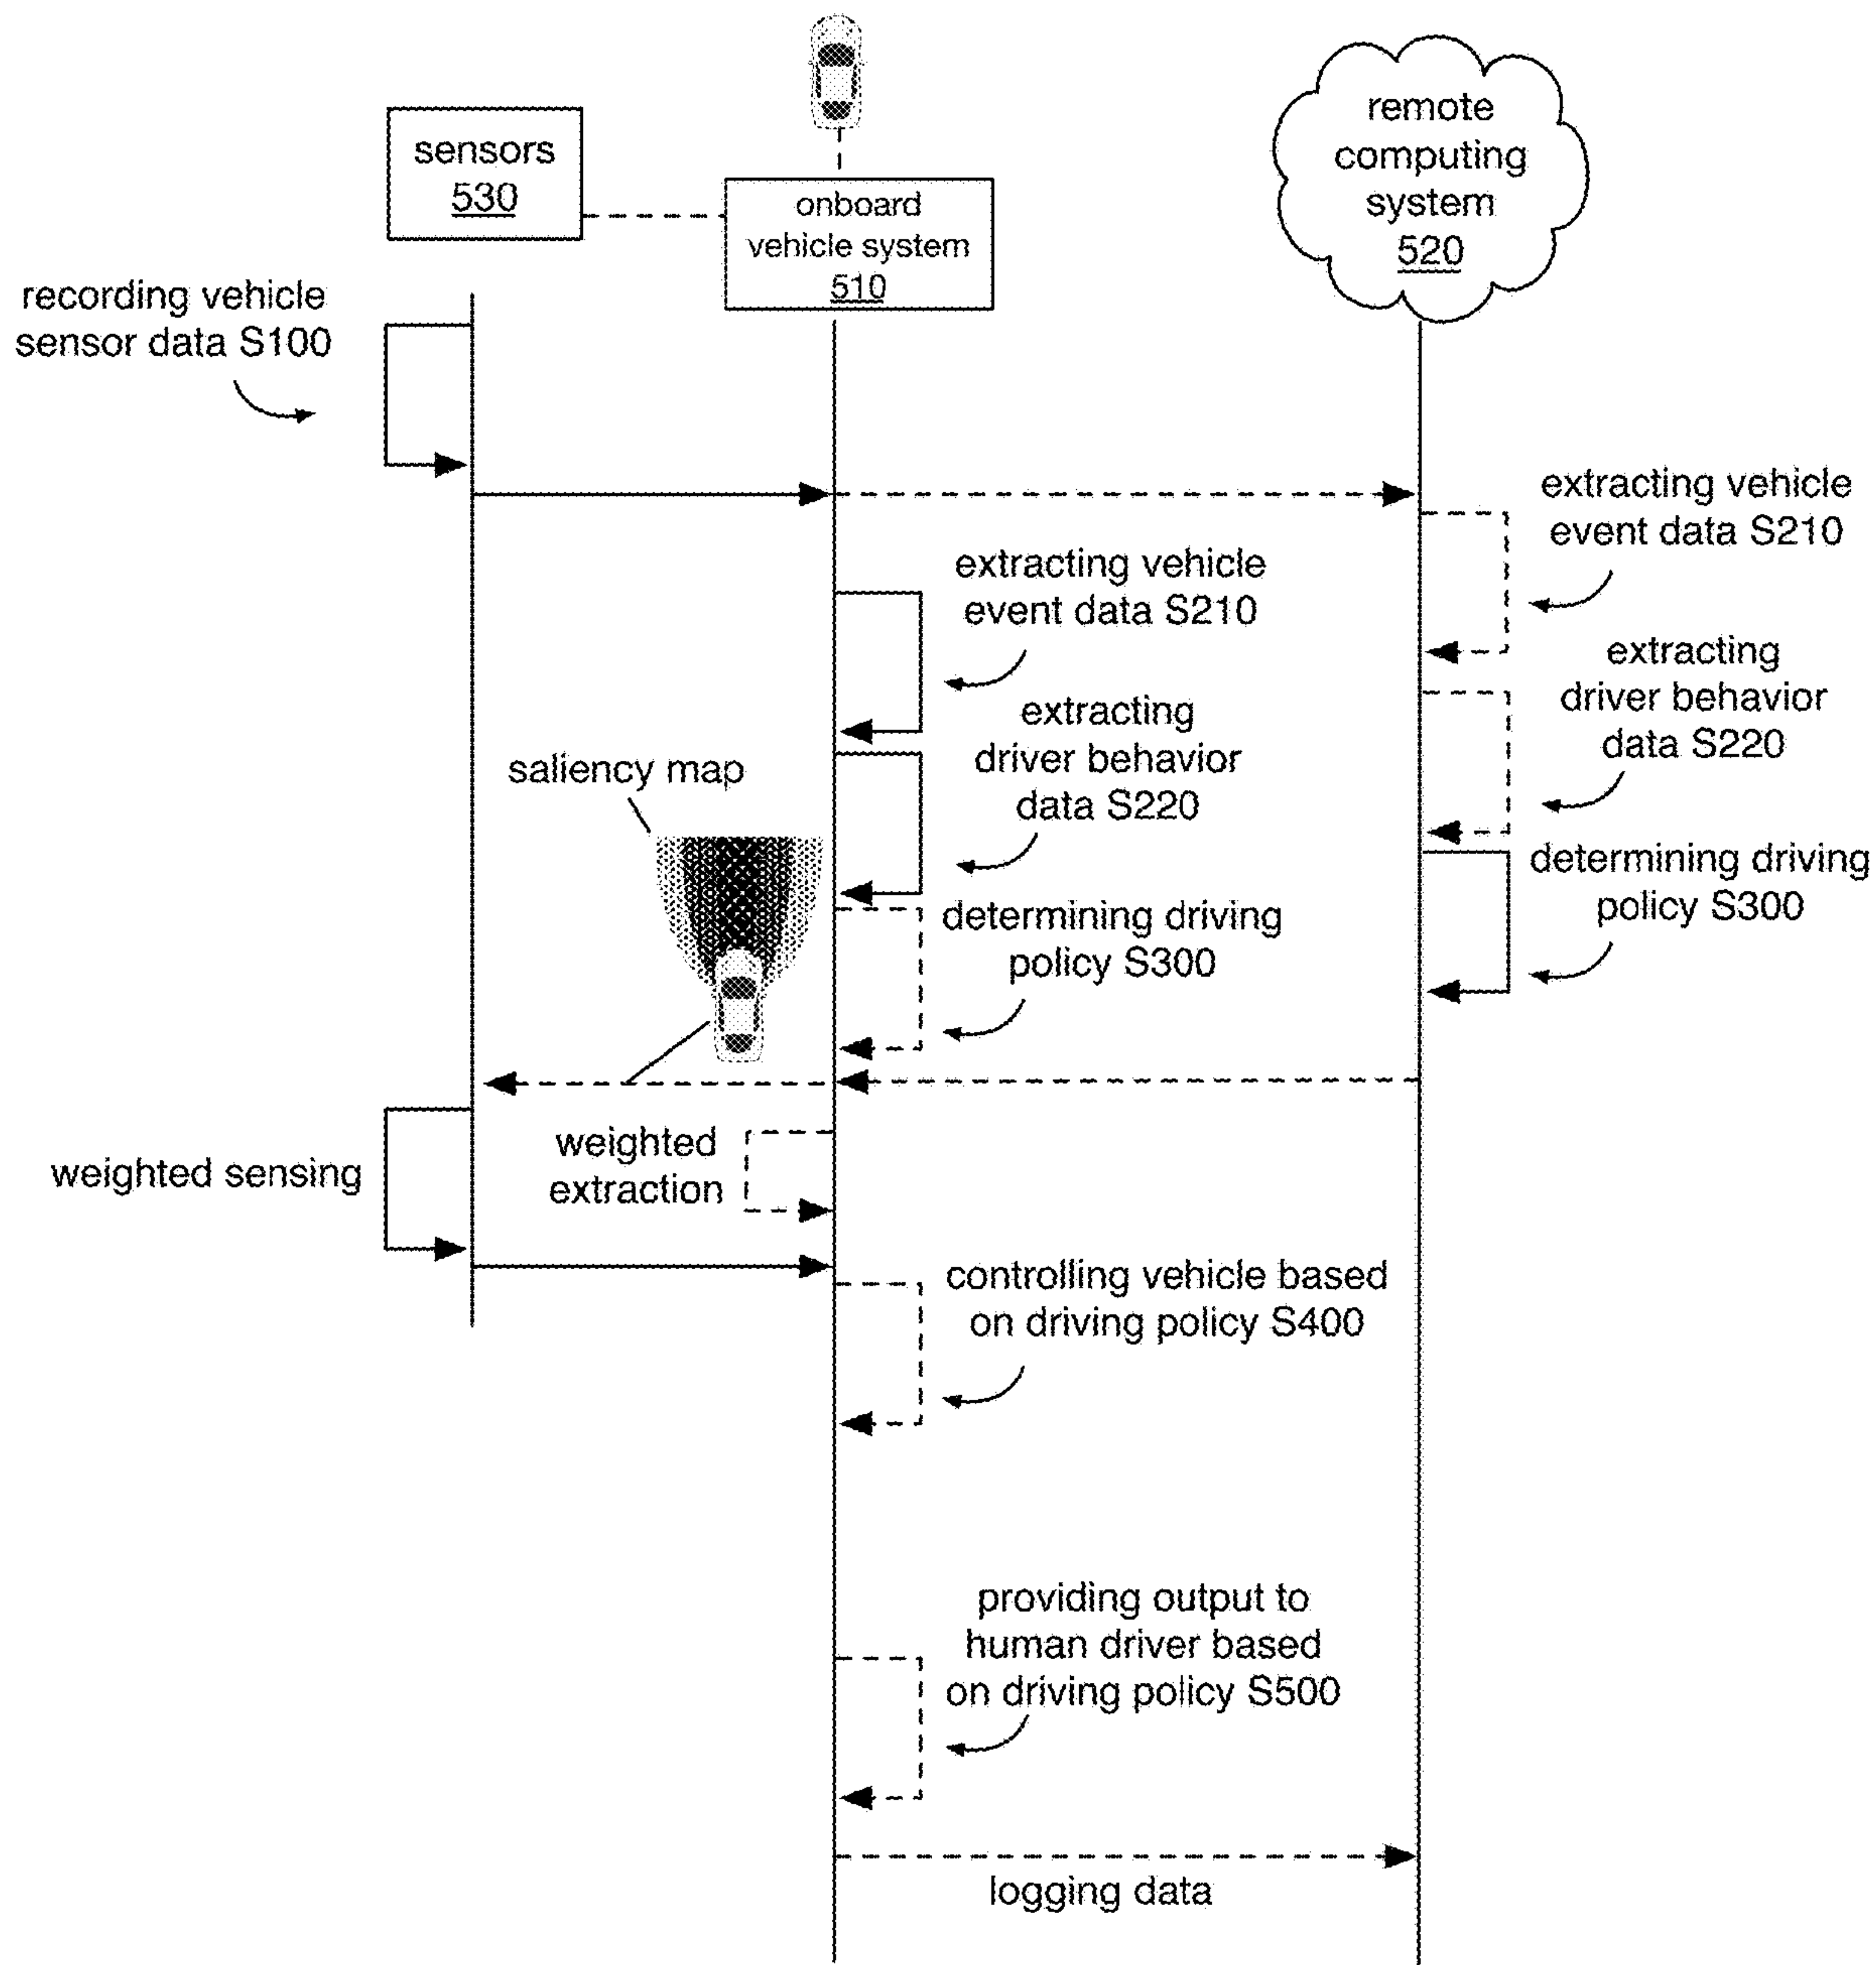 sensors
530
onboard
vehicle system
510
remote
computing
system
520
recording vehicle
sensor data S100
extracting vehicle
event data S210
extracting vehicle
event data S210
extracting
driver behavior
data S220
extracting
driver behavior
data S220
saliency map
determining driving
policy S300
determining driving
policy S300
weighted sensing
weighted
extraction
controlling vehicle based
on driving policy S400
providing output to
human driver based
on driving policy S500
logging data